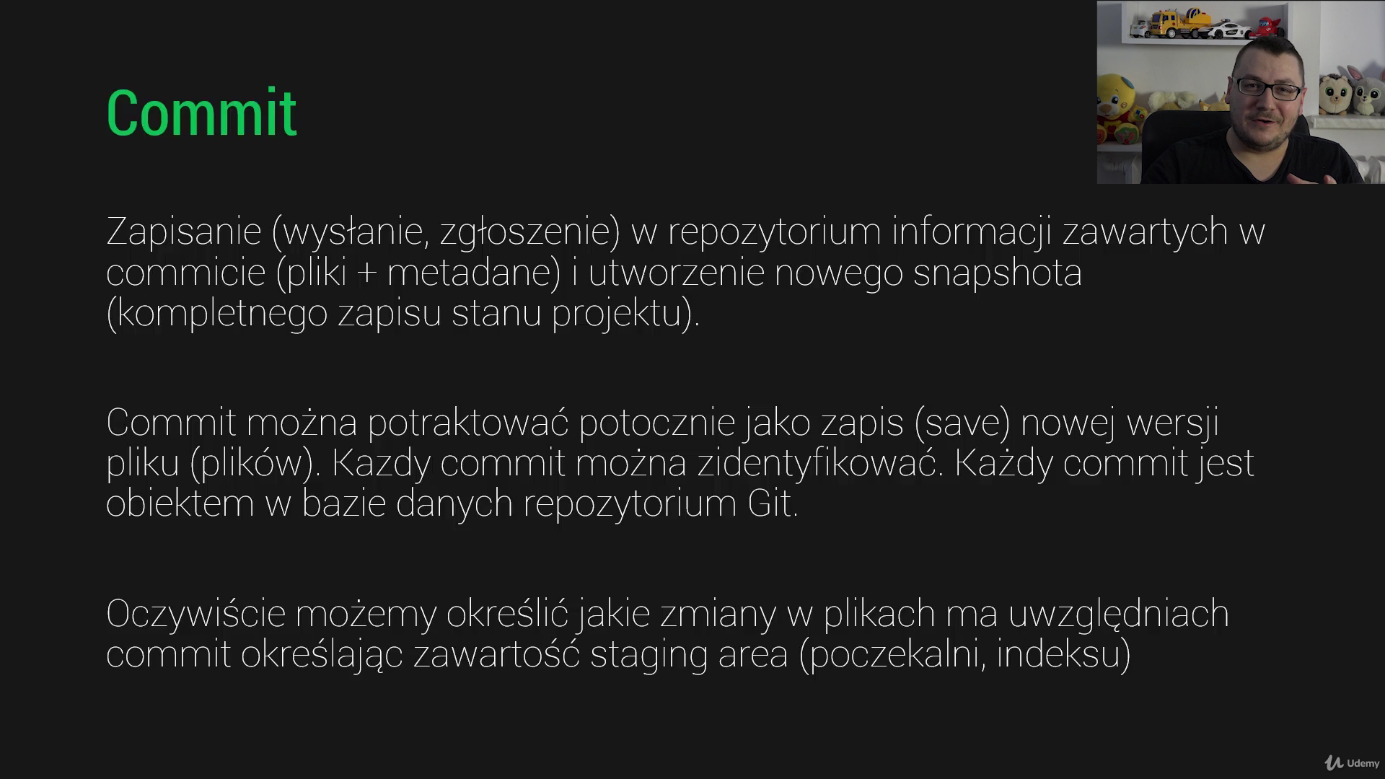 Commit
Zapisanie (wysłanie, zgłoszenie) w repozytorium informacji zawartych w
commicie (pliki + metadane) i utworzenie nowego snapshota
(kompletnego zapisu stanu projektu).
Commit można potraktować potocznie jako zapis (save) nowej wersji
pliku (plików). Kazdy commit można zidentyfikować. Każdy commit jest
obiektem w bazie danych repozytorium Git.
Oczywiście możemy określić jakie zmiany w plikach ma uwzględniach
commit określając zawartość staging area (poczekalni, indeksu)
Udemy